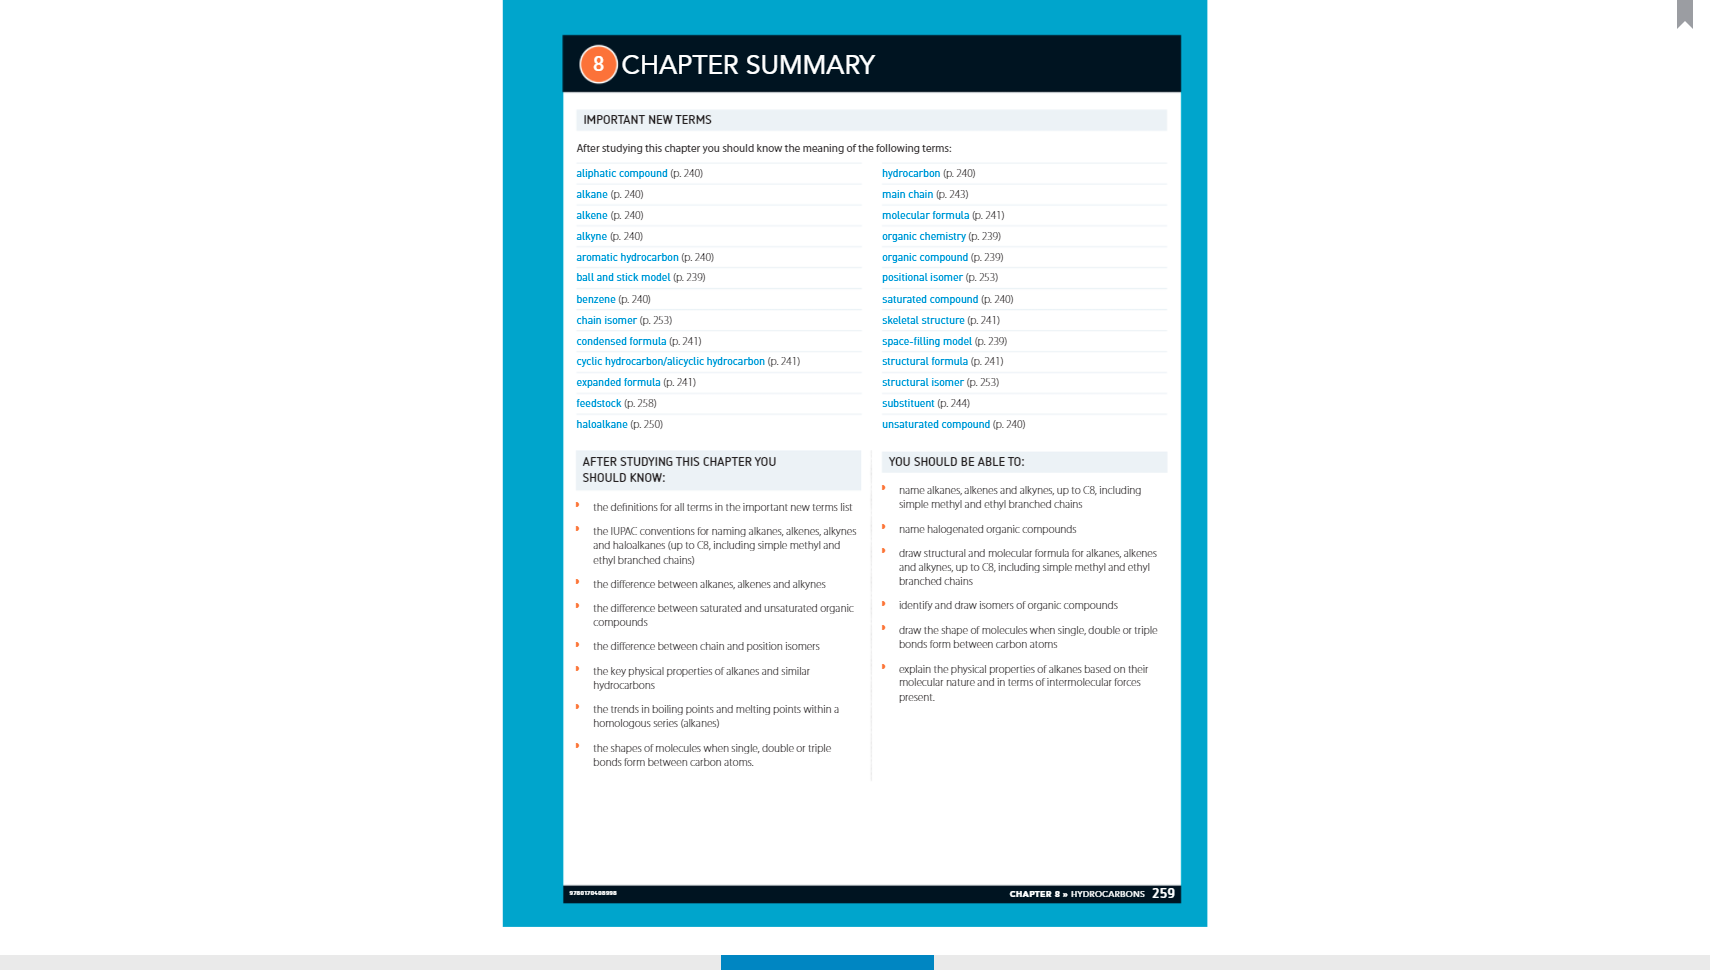 8 CHAPTER SUMMARY
IMPORTANT NEW TERMS
After studying this chapter you should know the meaning of the following terms:
aliphatic compound (p. 240)
alkane (p. 240)
alkene (p. 240)
alkyne (p. 240)
aromatic hydrocarbon (p. 240)
ball and stick model (p. 239)
benzene (p. 240)
chain isomer (p. 253)
condensed formula (p. 241)
cyclic hydrocarbon/alicyclic hydrocarbon (p. 241)
expanded formula (p. 241)
feedstock (p. 258)
haloalkane (p. 250)
hydrocarbon (p. 240)
main chain (p. 243)
molecular formula (p. 241)
organic chemistry (p. 239)
organic compound (p. 239)
positional isomer (p. 253)
saturated compound (p. 240)
skeletal structure (p. 241)
space-filling model (p. 239)
structural formula (p. 241)
structural isomer (p. 253)
substituent (p. 244)
unsaturated compound (p. 240)
AFTER STUDYING THIS CHAPTER YOU
SHOULD KNOW:
the definitions for all terms in the important new terms list
the IUPAC conventions for naming alkanes, alkenes, alkynes
and haloalkanes (up to C8, including simple methyl and
ethyl branched chains)
the difference between alkanes, alkenes and alkynes
the difference between saturated and unsaturated organic
compounds
the difference between chain and position isomers
the key physical properties of alkanes and similar
hydrocarbons
the trends in boiling points and melting points within a
homologous series (alkanes)
the shapes of molecules when single, double or triple
bonds form between carbon atoms.
YOU SHOULD BE ABLE TO:
name alkanes, alkenes and alkynes, up to C8, including
simple methyl and ethyl branched chains
name halogenated organic compounds
draw structural and molecular formula for alkanes, alkenes
and alkynes, up to C8, including simple methyl and ethyl
branched chains
identify and draw isomers of organic compounds
draw the shape of molecules when single, double or triple
bonds form between carbon atoms
explain the physical properties of alkanes based on their
molecular nature and in terms of intermolecular forces
present.
9780170488998
CHAPTER 8 » HYDROCARBONS 259